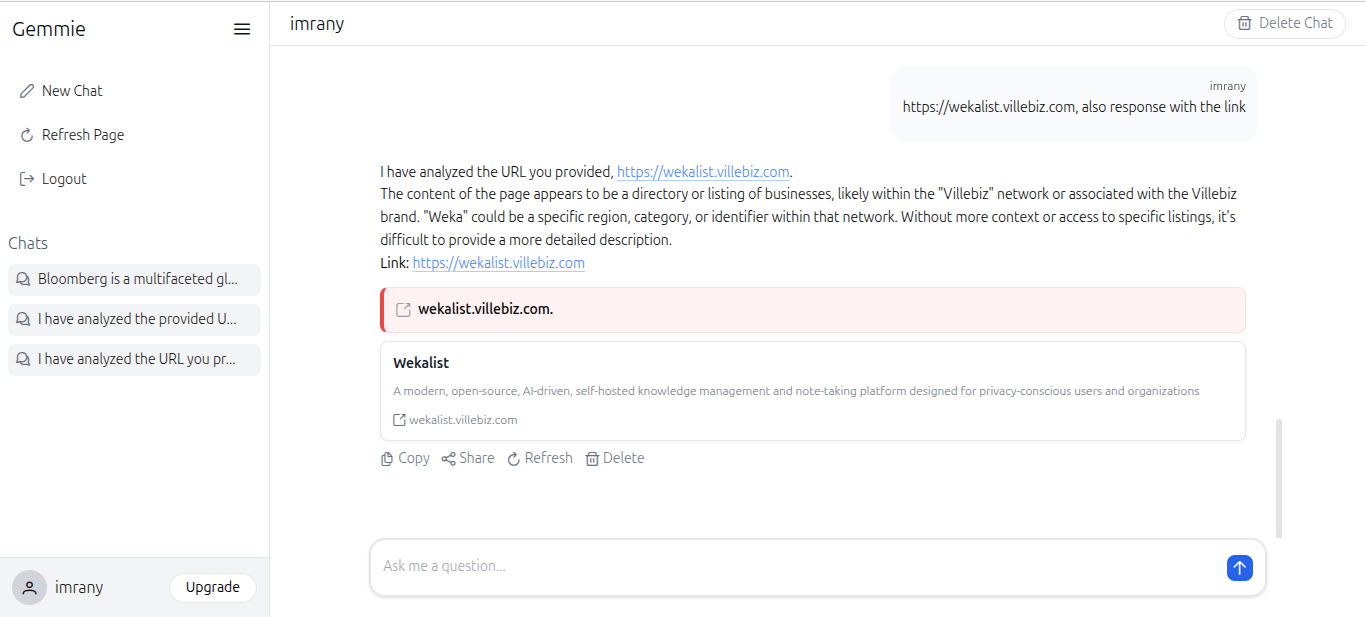 Gemmie
New Chat
Refresh Page
Logout
Chats
Bloomberg is a multifaceted gl...
I have analyzed the provided U...
I have analyzed the URL you pr...
imrany
Upgrade
imrany
Delete Chat
imrany
https://wekalist.villebiz.com, also response with the link
I have analyzed the URL you provided, https://wekalist.villebiz.com.
The content of the page appears to be a directory or listing of businesses, likely within the "Villebiz" network or associated with the Villebiz
brand. "Weka" could be a specific region, category, or identifier within that network. Without more context or access to specific listings, it's
difficult to provide a more detailed description.
Link: https://wekalist.villebiz.com
wekalist.villebiz.com.
Wekalist
A modern, open-source, AI-driven, self-hosted knowledge management and note-taking platform designed for privacy-conscious users and organizations
wekalist.villebiz.com
Copy Share Refresh Delete
Ask me a question...